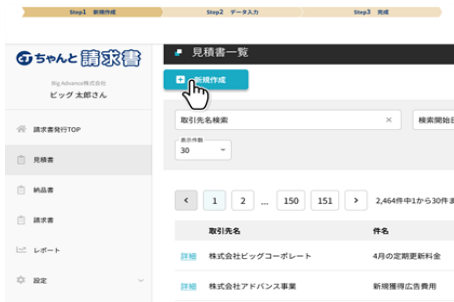 Step1 新規作成
Step2 データ入力
Step3 完成
ちゃんと請求書
Big Advance株式会社
ビッグ 太郎さん
請求書発行TOP
見積書
納品書
請求書
レポート
設定
見積書一覧
新規作成
取引先名検索
検索開始日
表示件数
30
1 2 ... 150 151
2,464件中1から30件ま
取引先名 件名
詳細 株式会社ビッグコーポレート 4月の定期更新料金
詳細 株式会社アドバンス事業 新規獲得広告費用